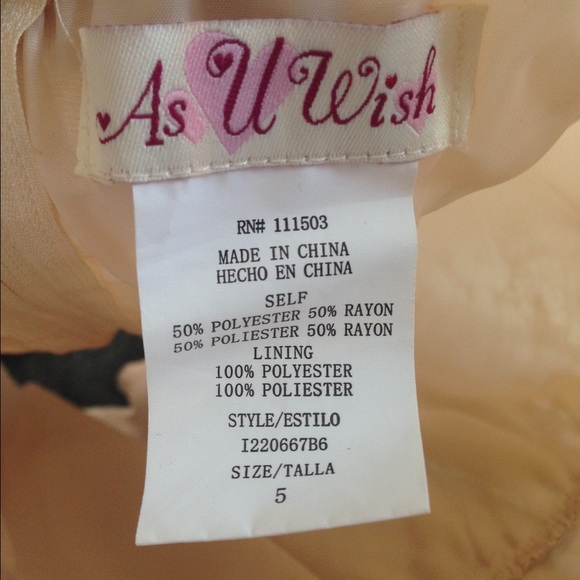 As U Wish
RN# 111503
MADE IN CHINA
HECHO EN CHINA
SELF
50% POLYESTER 50% RAYON
50% POLIESTER 50% RAYON
LINING
100% POLYESTER
100% POLIESTER
STYLE/ESTILO
I220667B6
SIZE/TALLA
5